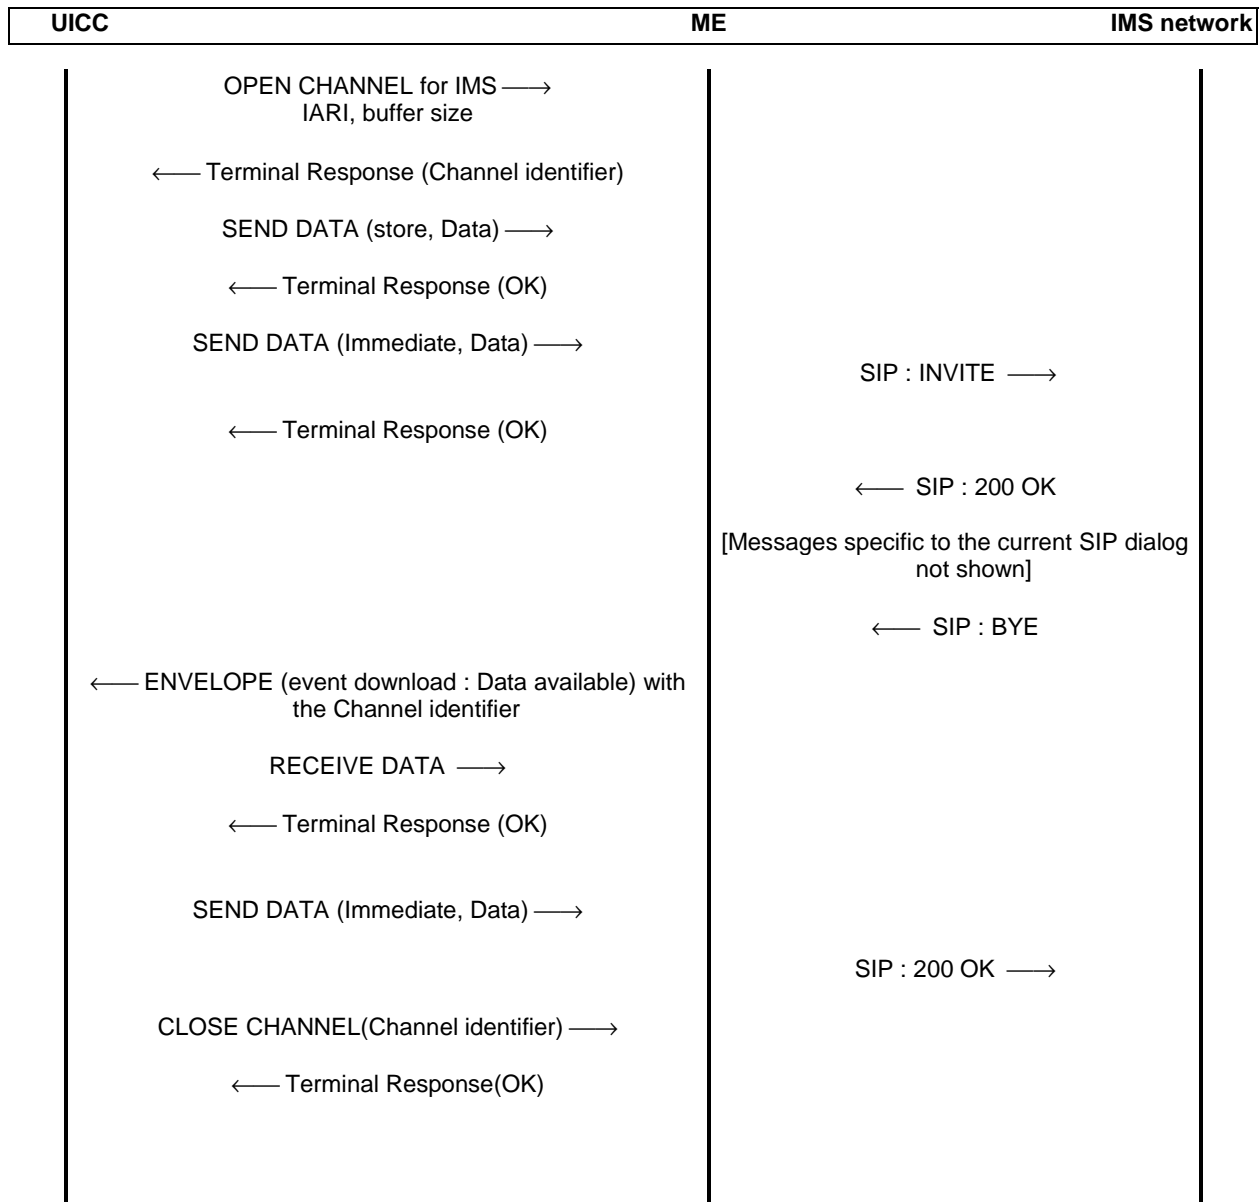 UICC ME IMS network
OPEN CHANNEL for IMS ⟶
IARI, buffer size
⟵ Terminal Response (Channel identifier)
SEND DATA (store, Data) ⟶
⟵ Terminal Response (OK)
SEND DATA (Immediate, Data) ⟶
SIP : INVITE ⟶
⟵ Terminal Response (OK)
⟵ SIP : 200 OK
[Messages specific to the current SIP dialog
not shown]
⟵ SIP : BYE
⟵ ENVELOPE (event download : Data available) with
the Channel identifier
RECEIVE DATA ⟶
⟵ Terminal Response (OK)
SEND DATA (Immediate, Data) ⟶
SIP : 200 OK ⟶
CLOSE CHANNEL(Channel identifier) ⟶
⟵ Terminal Response(OK)